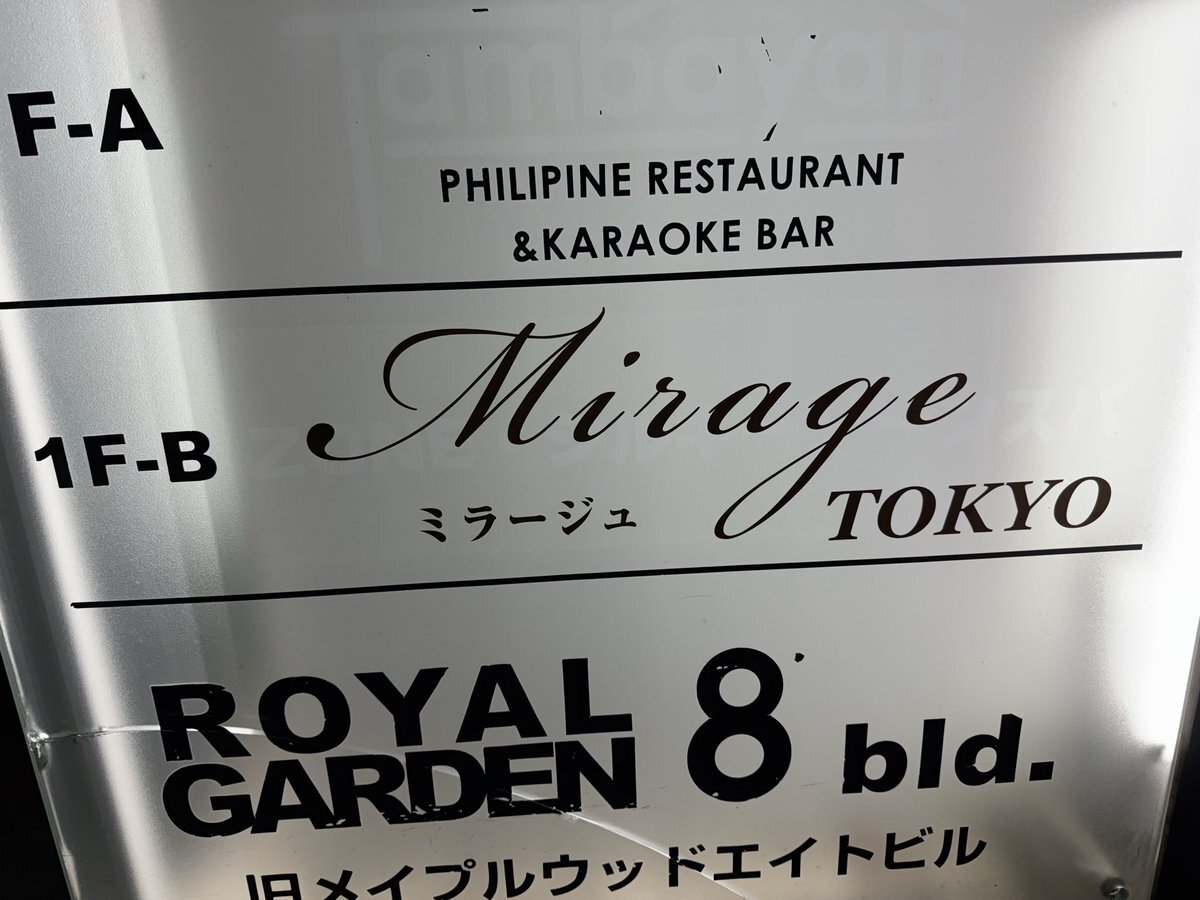 Tambayan
F-A
PHILIPINE RESTAURANT
&KARAOKE BAR
1F-B
Mirage
ミラージュ TOKYO
ROYAL
GARDEN 8 bld.
旧メイプルウッドエイトビル